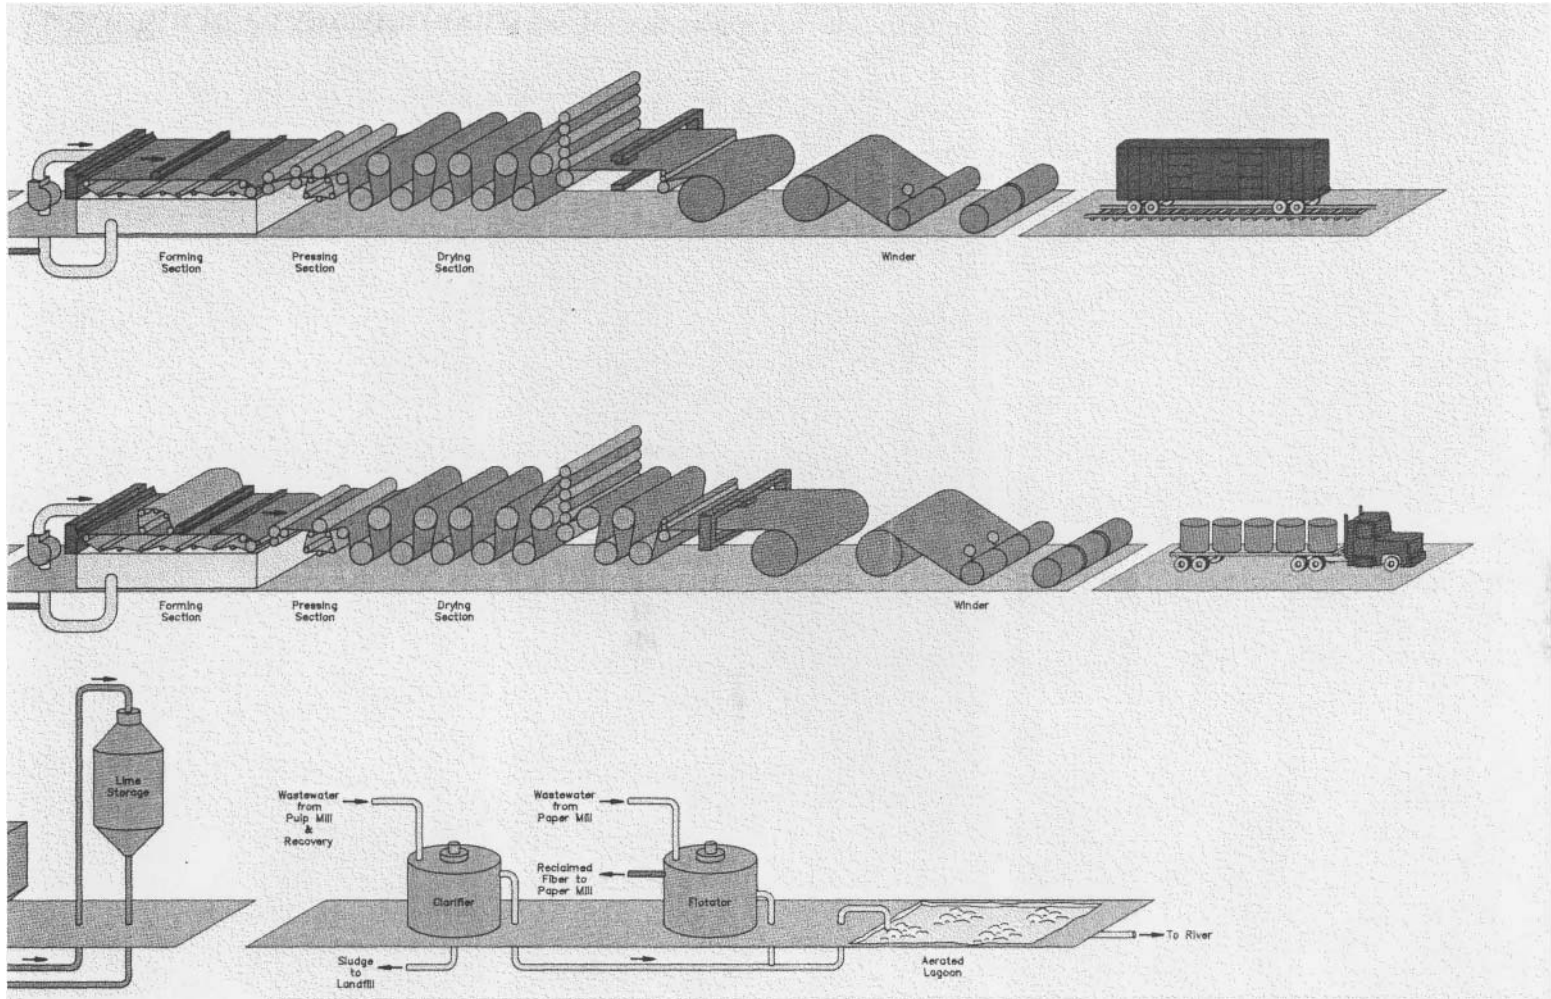 Forming
Section
Pressing
Section
Drying
Section
Winder
Forming
Section
Pressing
Section
Drying
Section
Winder
Lime
Storage
Wastewater
from
Pulp Mill
&
Recovery
Wastewater
from
Paper Mill
Reclaimed
Fiber to
Paper Mill
Clarifier
Flotator
Sludge
to
Landfill
Aerated
Lagoon
To River